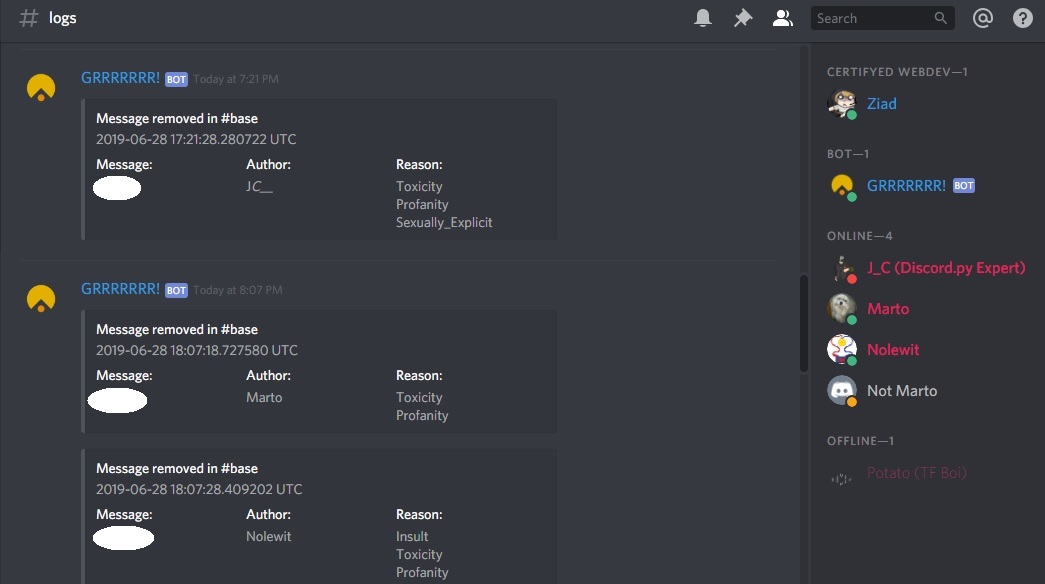 # logs
Search
GRRRRRRR! BOT Today at 7:21 PM
Message removed in #base
2019-06-28 17:21:28.280722 UTC
Message: Author: Reason:
JC__ Toxicity
Profanity
Sexually_Explicit
GRRRRRRR! BOT Today at 8:07 PM
Message removed in #base
2019-06-28 18:07:18.727580 UTC
Message: Author: Reason:
Marto Toxicity
Profanity
Message removed in #base
2019-06-28 18:07:28.409202 UTC
Message: Author: Reason:
Nolewit Insult
Toxicity
Profanity
CERTIFYED WEBDEV—1
Ziad
BOT—1
GRRRRRRR! BOT
ONLINE—4
J_C (Discord.py Expert)
Marto
Nolewit
Not Marto
OFFLINE—1
Potato (TF Boi)